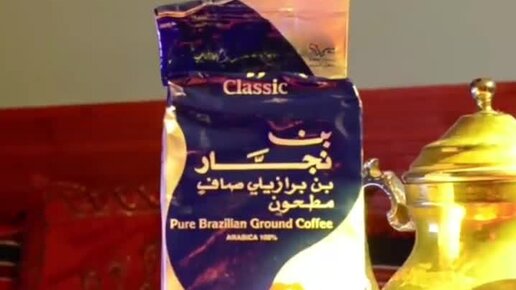 Classic
بن
نجار
بن برازيلي صافي
مطحون
Pure Brazilian Ground Coffee
ARABICA 100%